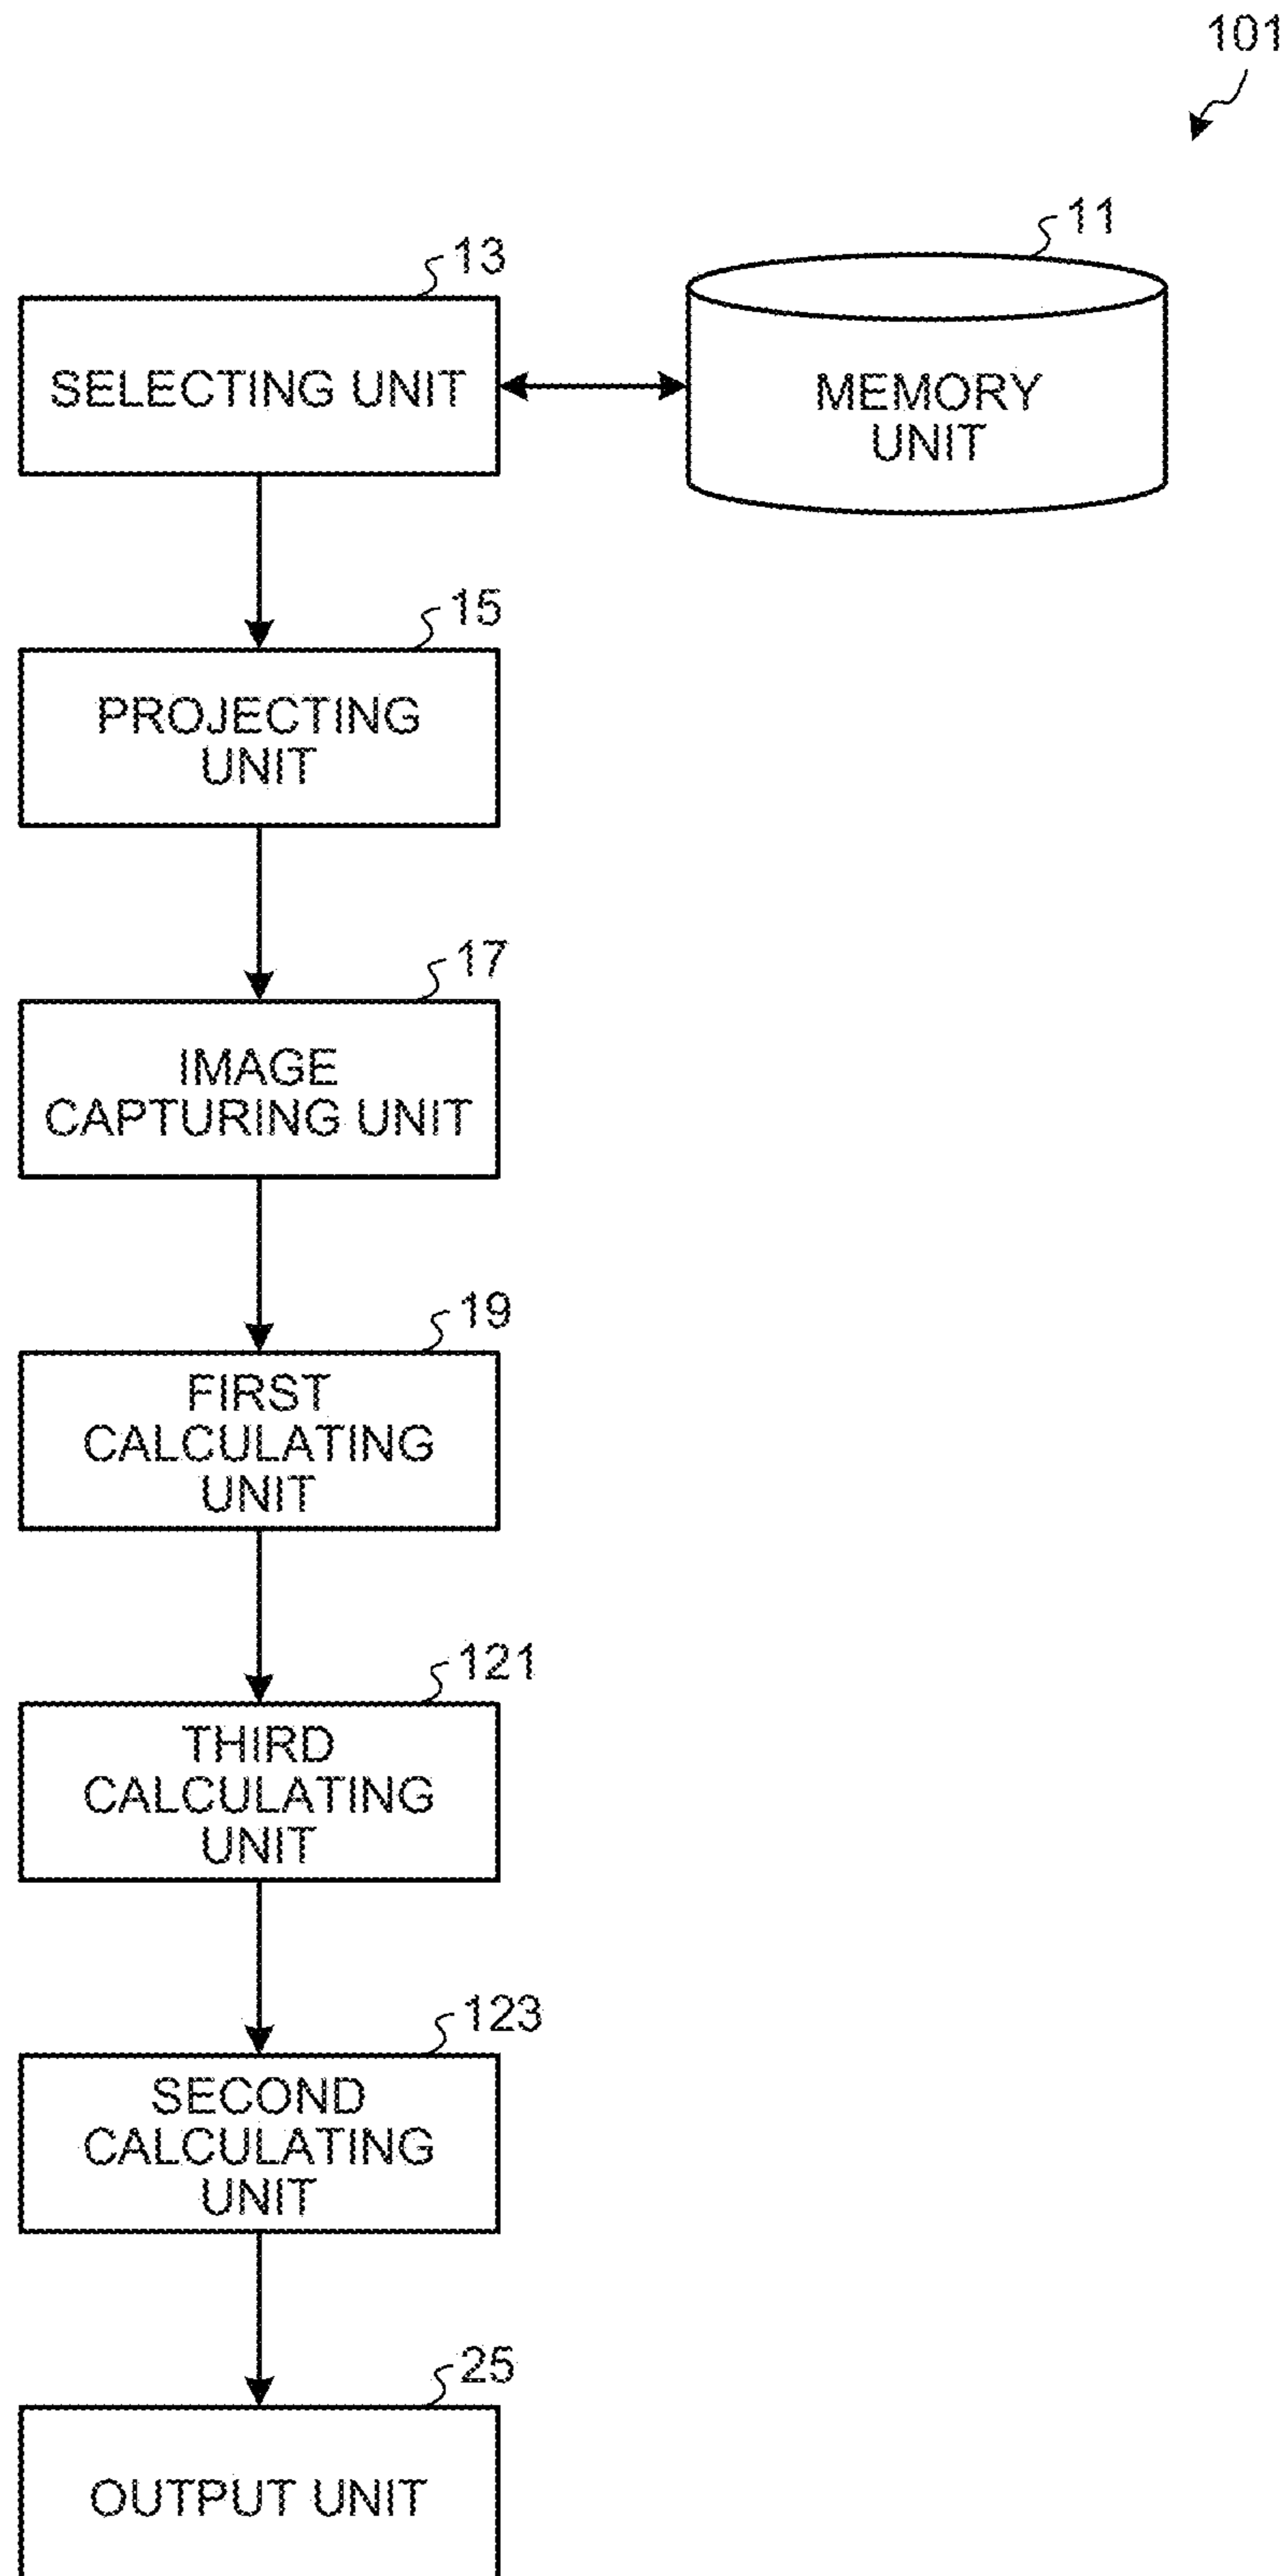 101
11
13
SELECTING UNIT
MEMORY
UNIT
15
PROJECTING
UNIT
17
IMAGE
CAPTURING UNIT
19
FIRST
CALCULATING
UNIT
121
THIRD
CALCULATING
UNIT
123
SECOND
CALCULATING
UNIT
25
OUTPUT UNIT